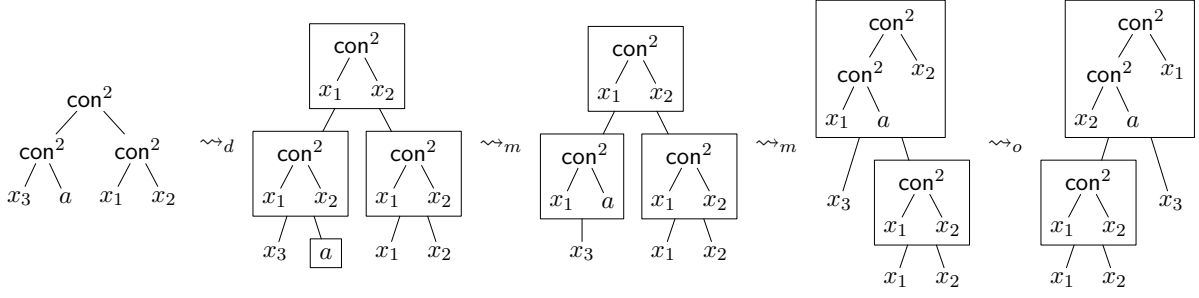 con² con² con² x₃ a x₁ x₂
⇝d
con² x₁ x₂ con² x₁ x₂ con² x₁ x₂ x₃ a x₁ x₂
⇝m
con² x₁ x₂ con² x₁ a con² x₁ x₂ x₃ x₁ x₂
⇝m
con² con² x₂ x₁ a x₃ con² x₁ x₂ x₁ x₂
⇝o
con² con² x₁ x₂ a con² x₁ x₂ x₃ x₁ x₂